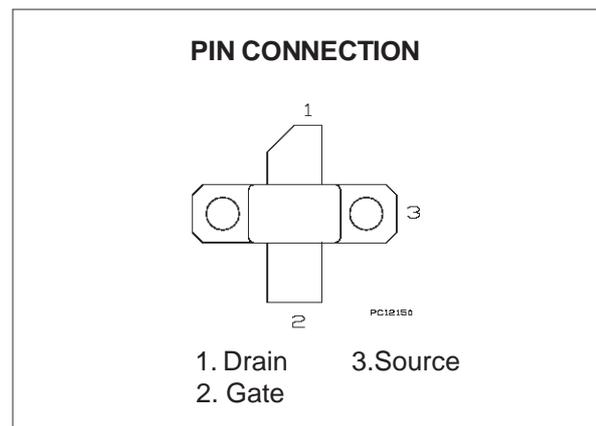 PIN CONNECTION
1
3
PC12150
2
1. Drain 3.Source
2. Gate